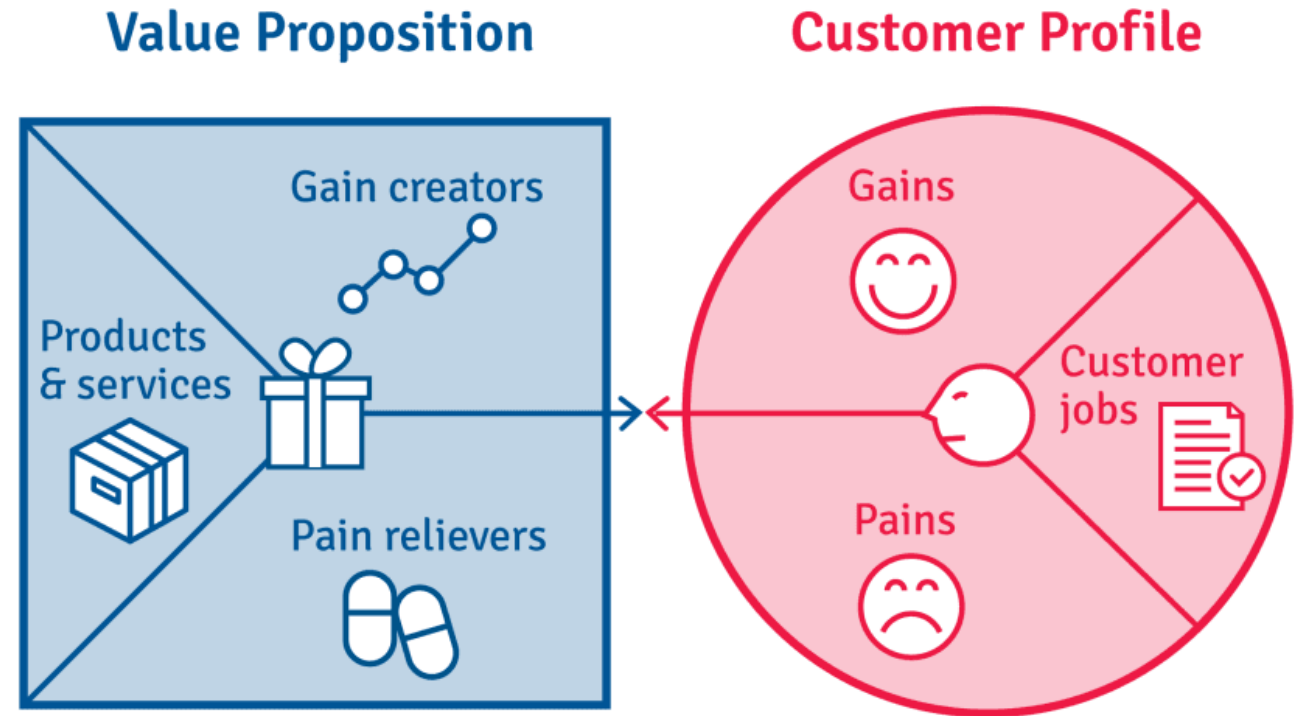 Value Proposition
Customer Profile
Gain creators
Products
& services
Pain relievers
Gains
Customer
jobs
Pains